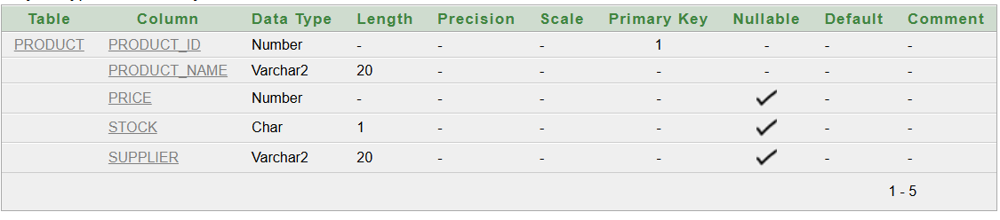 Table Column Data Type Length Precision Scale Primary Key Nullable Default Comment
PRODUCT PRODUCT_ID Number - - - 1 - - -
PRODUCT_NAME Varchar2 20 - - - - - -
PRICE Number - - - - - -
STOCK Char 1 - - - - -
SUPPLIER Varchar2 20 - - - - -
1 - 5